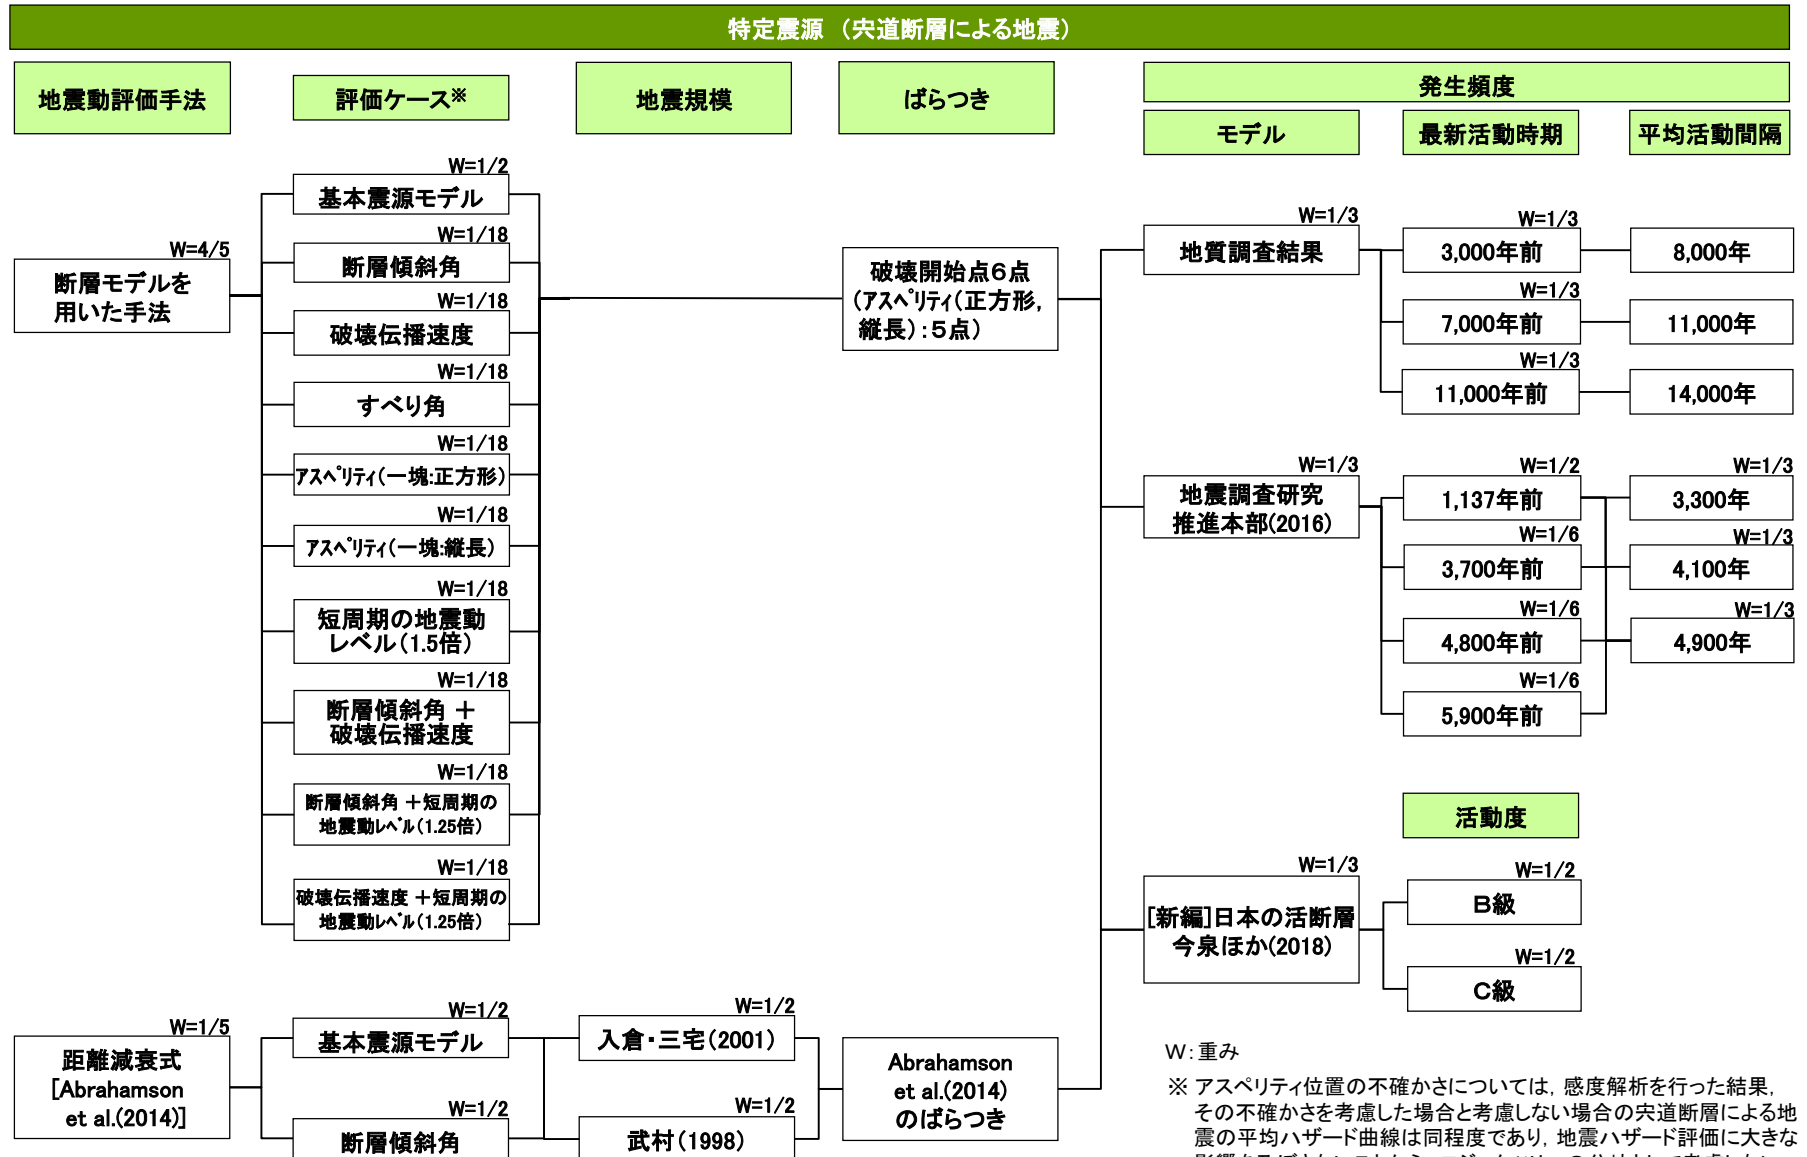 特定震源 （宍道断層による地震）
地震動評価手法
評価ケース※
地震規模
ばらつき
発生頻度
モデル
最新活動時期
平均活動間隔
W=4/5
断層モデルを
用いた手法
W=1/2
基本震源モデル
W=1/18
断層傾斜角
W=1/18
破壊伝播速度
W=1/18
すべり角
W=1/18
アスペリティ(一塊:正方形)
W=1/18
アスペリティ(一塊:縦長)
W=1/18
短周期の地震動
レベル(1.5倍)
W=1/18
断層傾斜角 ＋
破壊伝播速度
W=1/18
断層傾斜角 ＋短周期の
地震動レベル(1.25倍)
W=1/18
破壊伝播速度 ＋短周期の
地震動レベル(1.25倍)
破壊開始点６点
(アスペリティ(正方形，
縦長)：５点)
W=1/3
地質調査結果
W=1/3
3,000年前
8,000年
W=1/3
7,000年前
11,000年
W=1/3
11,000年前
14,000年
W=1/3
地震調査研究
推進本部(2016)
W=1/2
1,137年前
W=1/6
3,700年前
W=1/6
4,800年前
W=1/6
5,900年前
W=1/3
3,300年
W=1/3
4,100年
W=1/3
4,900年
活動度
W=1/3
[新編]日本の活断層
今泉ほか(2018)
W=1/2
Ｂ級
W=1/2
Ｃ級
W=1/5
距離減衰式
[Abrahamson
et al.(2014)]
W=1/2
基本震源モデル
W=1/2
断層傾斜角
W=1/2
入倉・三宅(2001)
W=1/2
武村(1998)
Abrahamson
et al.(2014)
のばらつき
Ｗ：重み
※ アスペリティ位置の不確かさについては，感度解析を行った結果，
その不確かさを考慮した場合と考慮しない場合の宍道断層による地
震の平均ハザード曲線は同程度であり，地震ハザード評価に大きな